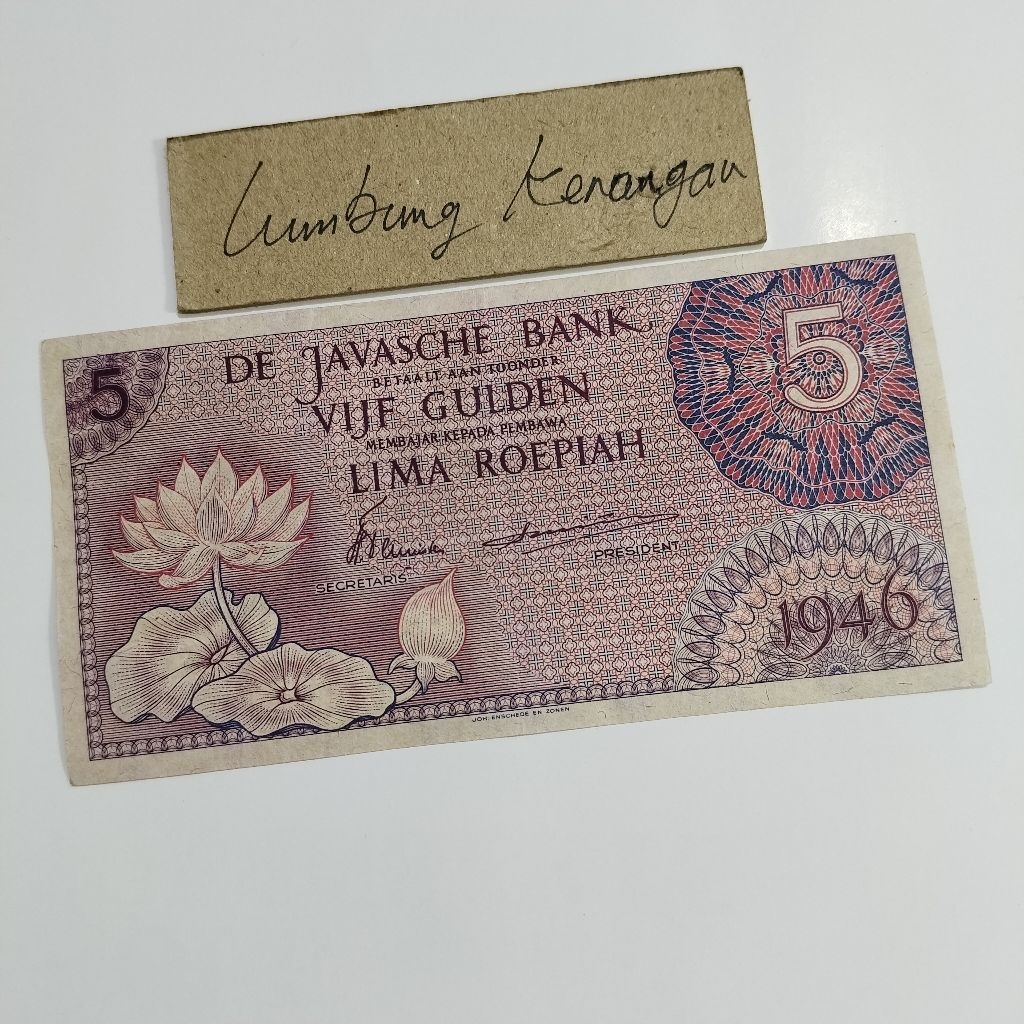 Lumbung Kenangan
5
5
DE JAVASCHE BANK
BETAALT AAN TOONDER
VIJF GULDEN
MEMBAJAR KEPADA PEMBAWA
LIMA ROEPIAH
SECRETARIS
PRESIDENT
1946
JOH. ENSCHEDE EN ZONEN